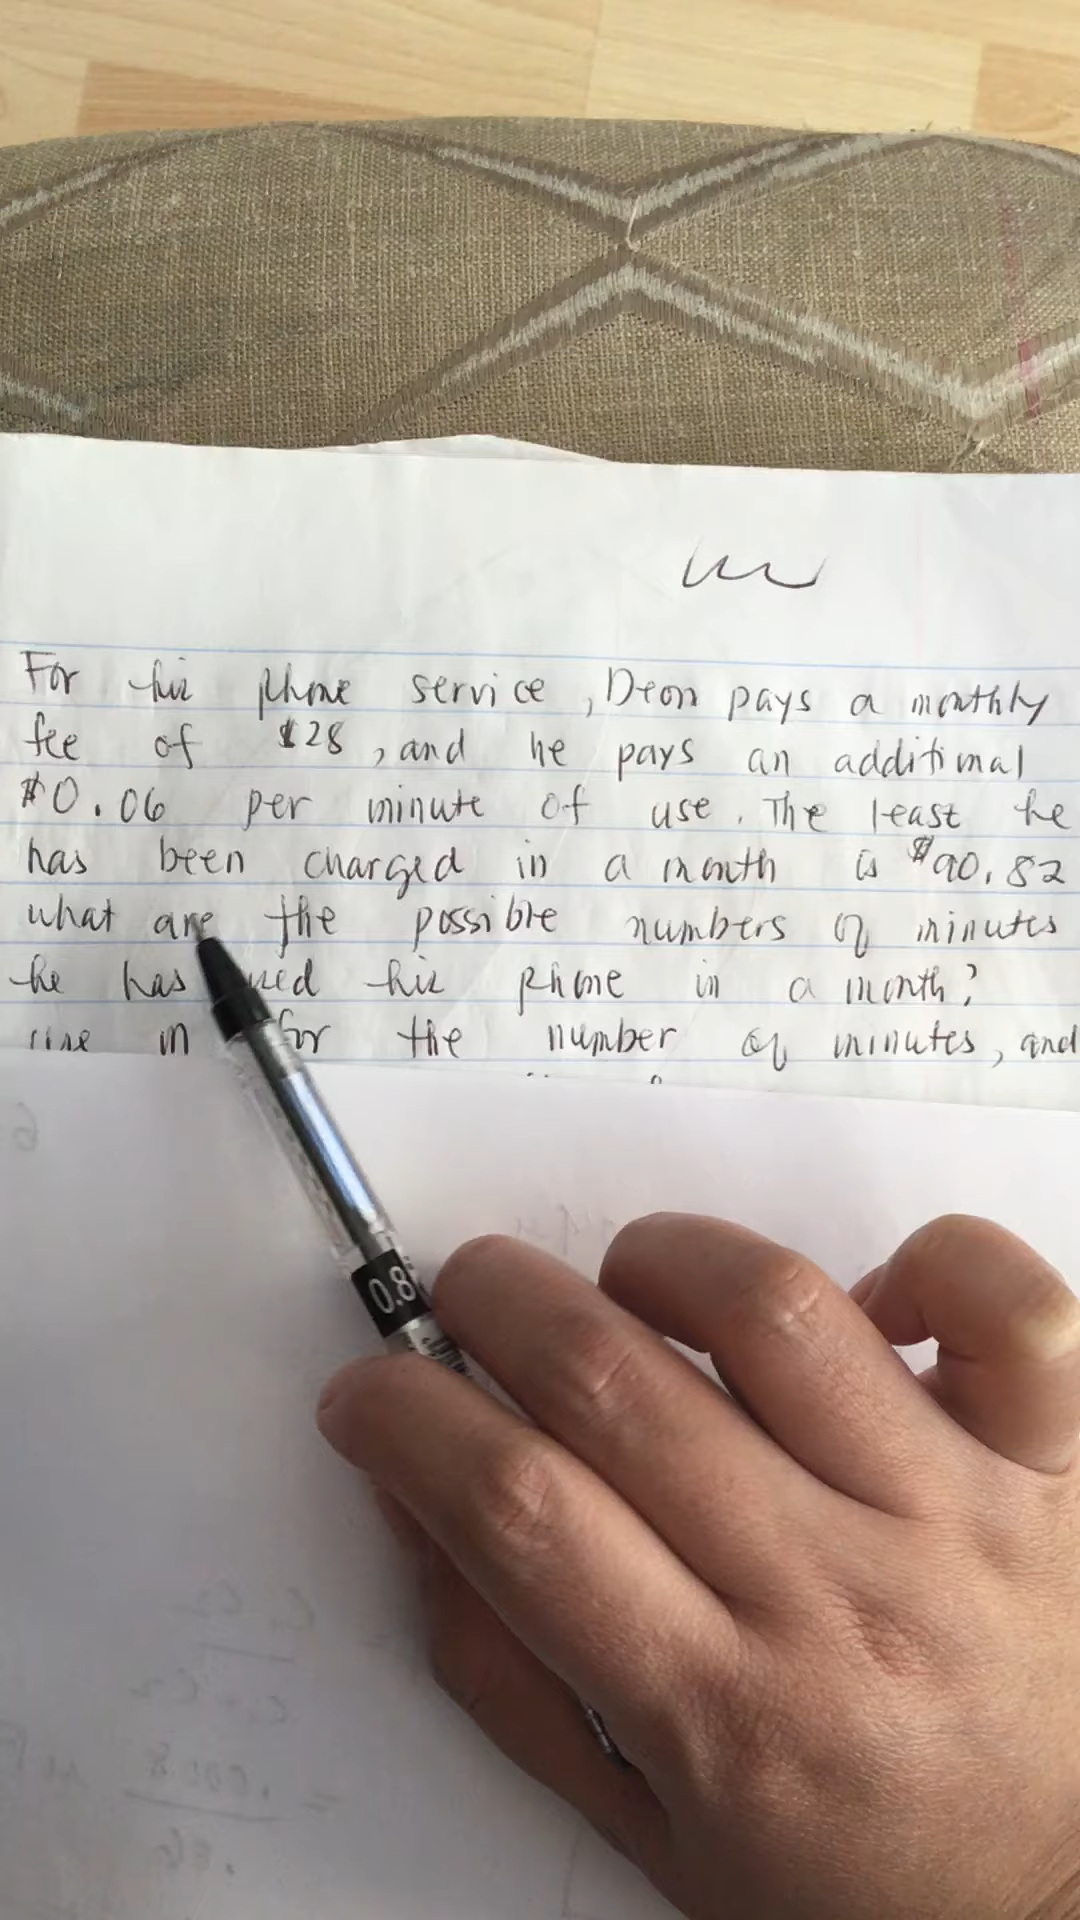 For his phone service, Deon pays a monthly
fee of $28, and he pays an additional
$0.06 per minute of use. The least he
has been charged in a month is $90.82
what are the possible numbers of minutes
he has used his phone in a month?
use m for the number of minutes, and
0.8